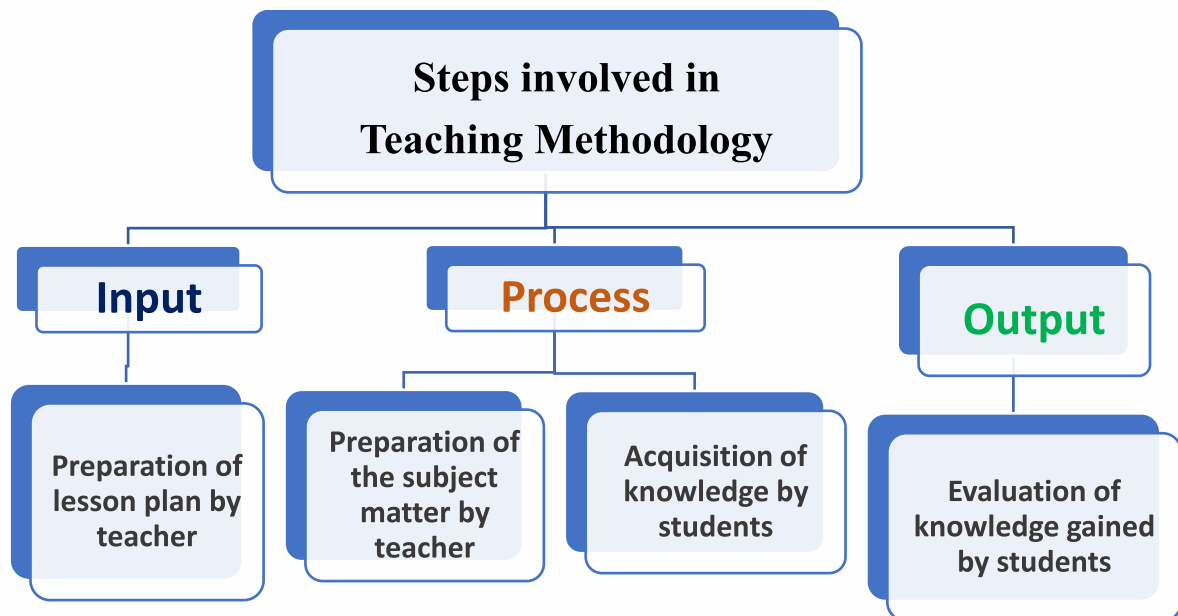 Steps involved in
Teaching Methodology
Input
Process
Output
Preparation of
lesson plan by
teacher
Preparation of
the subject
matter by
teacher
Acquisition of
knowledge by
students
Evaluation of
knowledge gained
by students